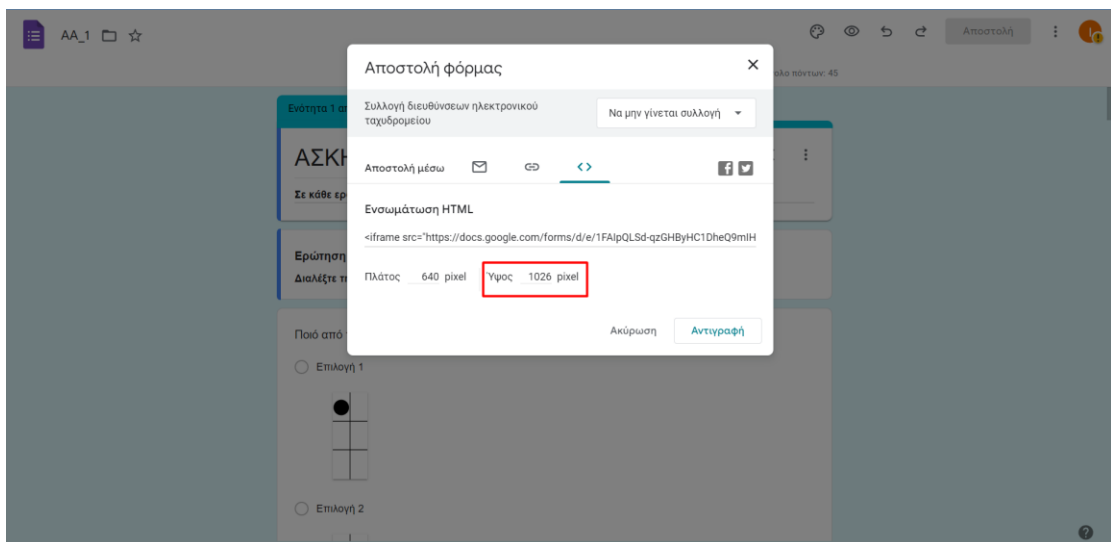 AA_1
Αποστολή
Αποστολή φόρμας
ολο πόντων: 45
Συλλογή διευθύνσεων ηλεκτρονικού
ταχυδρομείου
Να μην γίνεται συλλογή
Ενότητα 1 απ
ΑΣΚΗ
Αποστολή μέσω
Σε κάθε ερ
Ενσωμάτωση HTML
<iframe src="https://docs.google.com/forms/d/e/1FAIpQLSd-qzGHByHC1DheQ9mIH
Ερώτηση
Διαλέξτε τη
Πλάτος 640 pixel Ύψος 1026 pixel
Ποιό από
Ακύρωση Αντιγραφή
Επιλογή 1
Επιλογή 2